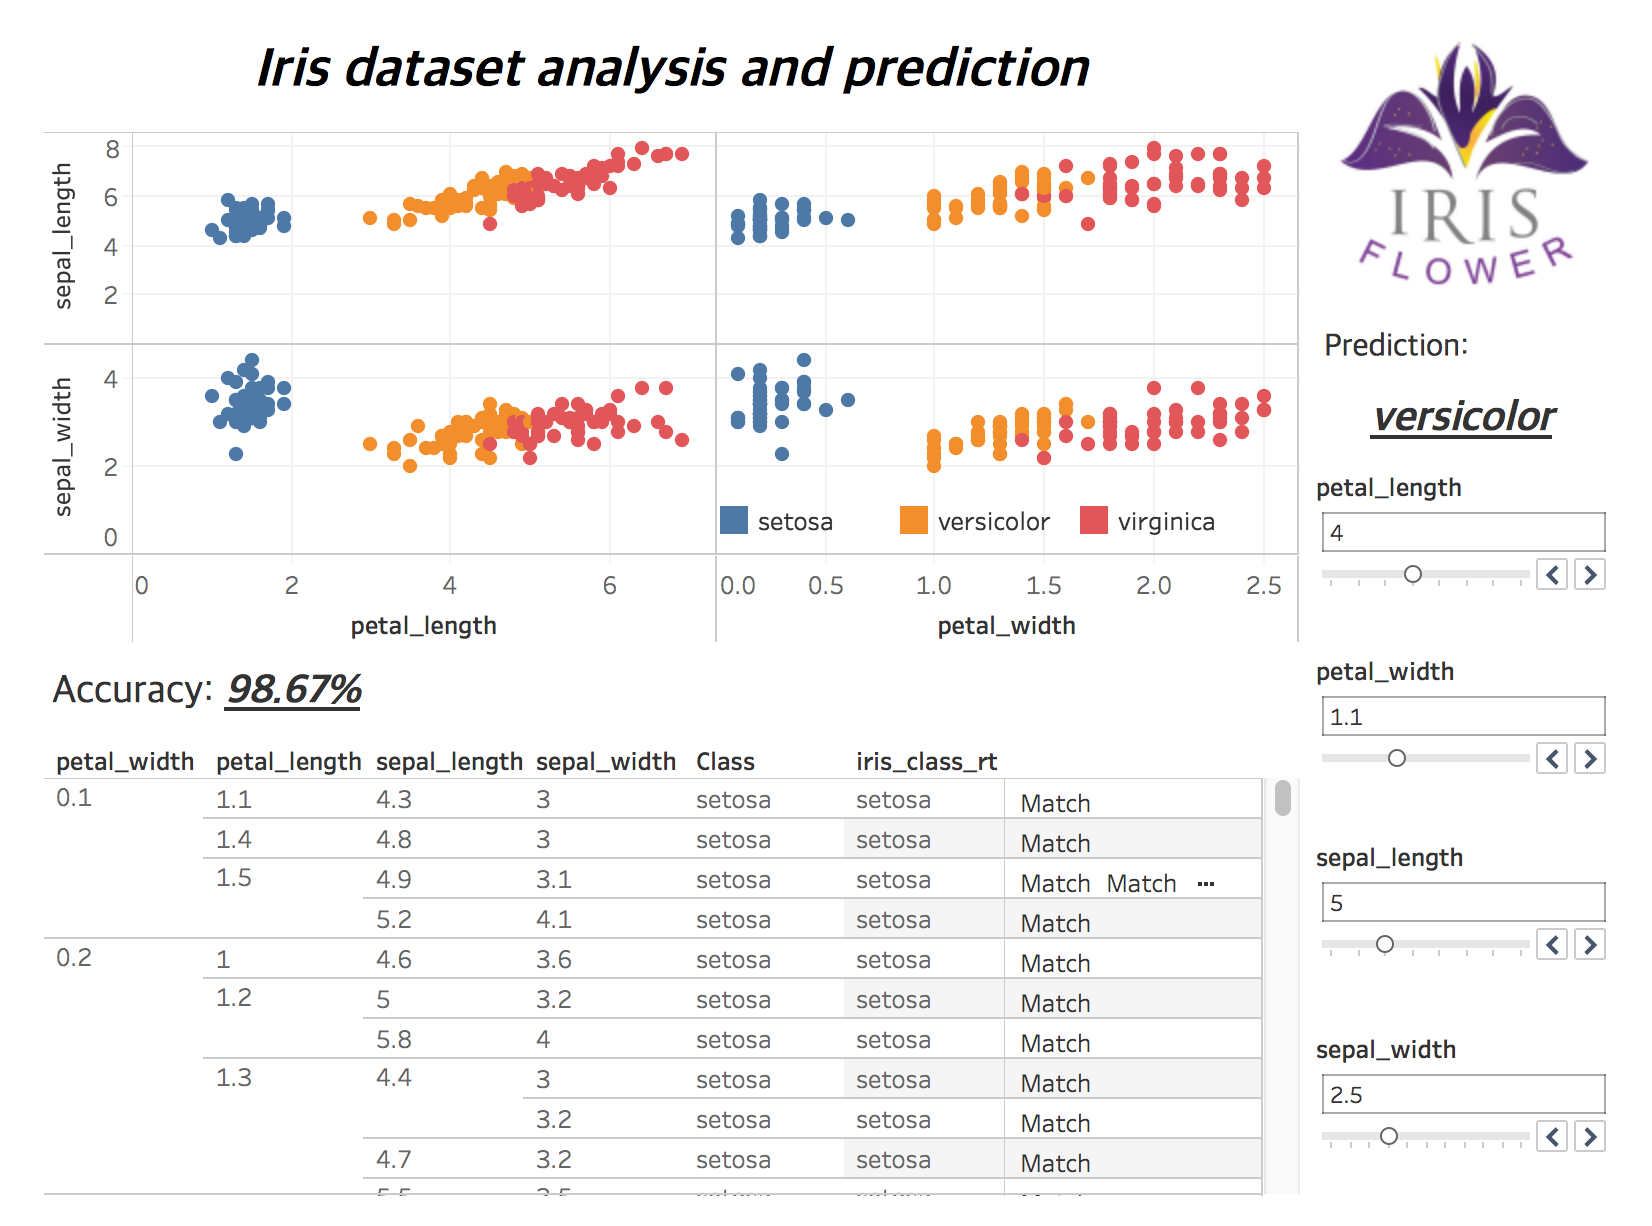 Iris dataset analysis and prediction
IRIS
FLOWER
sepal_length
8
6
4
2
sepal_width
4
2
0
setosa versicolor virginica
0 2 4 6 0.0 0.5 1.0 1.5 2.0 2.5
petal_length petal_width
Prediction:
versicolor
petal_length
4
petal_width
1.1
sepal_length
5
sepal_width
2.5
Accuracy: 98.67%
petal_width petal_length sepal_length sepal_width Class iris_class_rt
0.1 1.1 4.3 3 setosa setosa Match
1.4 4.8 3 setosa setosa Match
1.5 4.9 3.1 setosa setosa Match Match ...
5.2 4.1 setosa setosa Match
0.2 1 4.6 3.6 setosa setosa Match
1.2 5 3.2 setosa setosa Match
5.8 4 setosa setosa Match
1.3 4.4 3 setosa setosa Match
3.2 setosa setosa Match
4.7 3.2 setosa setosa Match